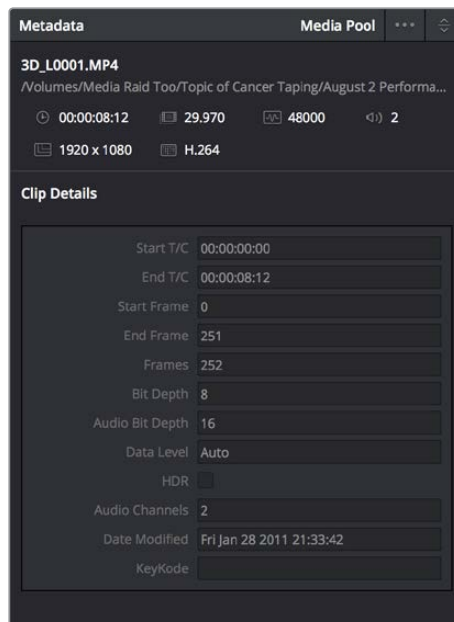 Metadata Media Pool ...
3D_L0001.MP4
/Volumes/Media Raid Too/Topic of Cancer Taping/August 2 Performa...
00:00:08:12 29.970 48000 2
1920 x 1080 H.264
Clip Details
Start T/C 00:00:00:00
End T/C 00:00:08:12
Start Frame 0
End Frame 251
Frames 252
Bit Depth 8
Audio Bit Depth 16
Data Level Auto
HDR
Audio Channels 2
Date Modified Fri Jan 28 2011 21:33:42
KeyKode